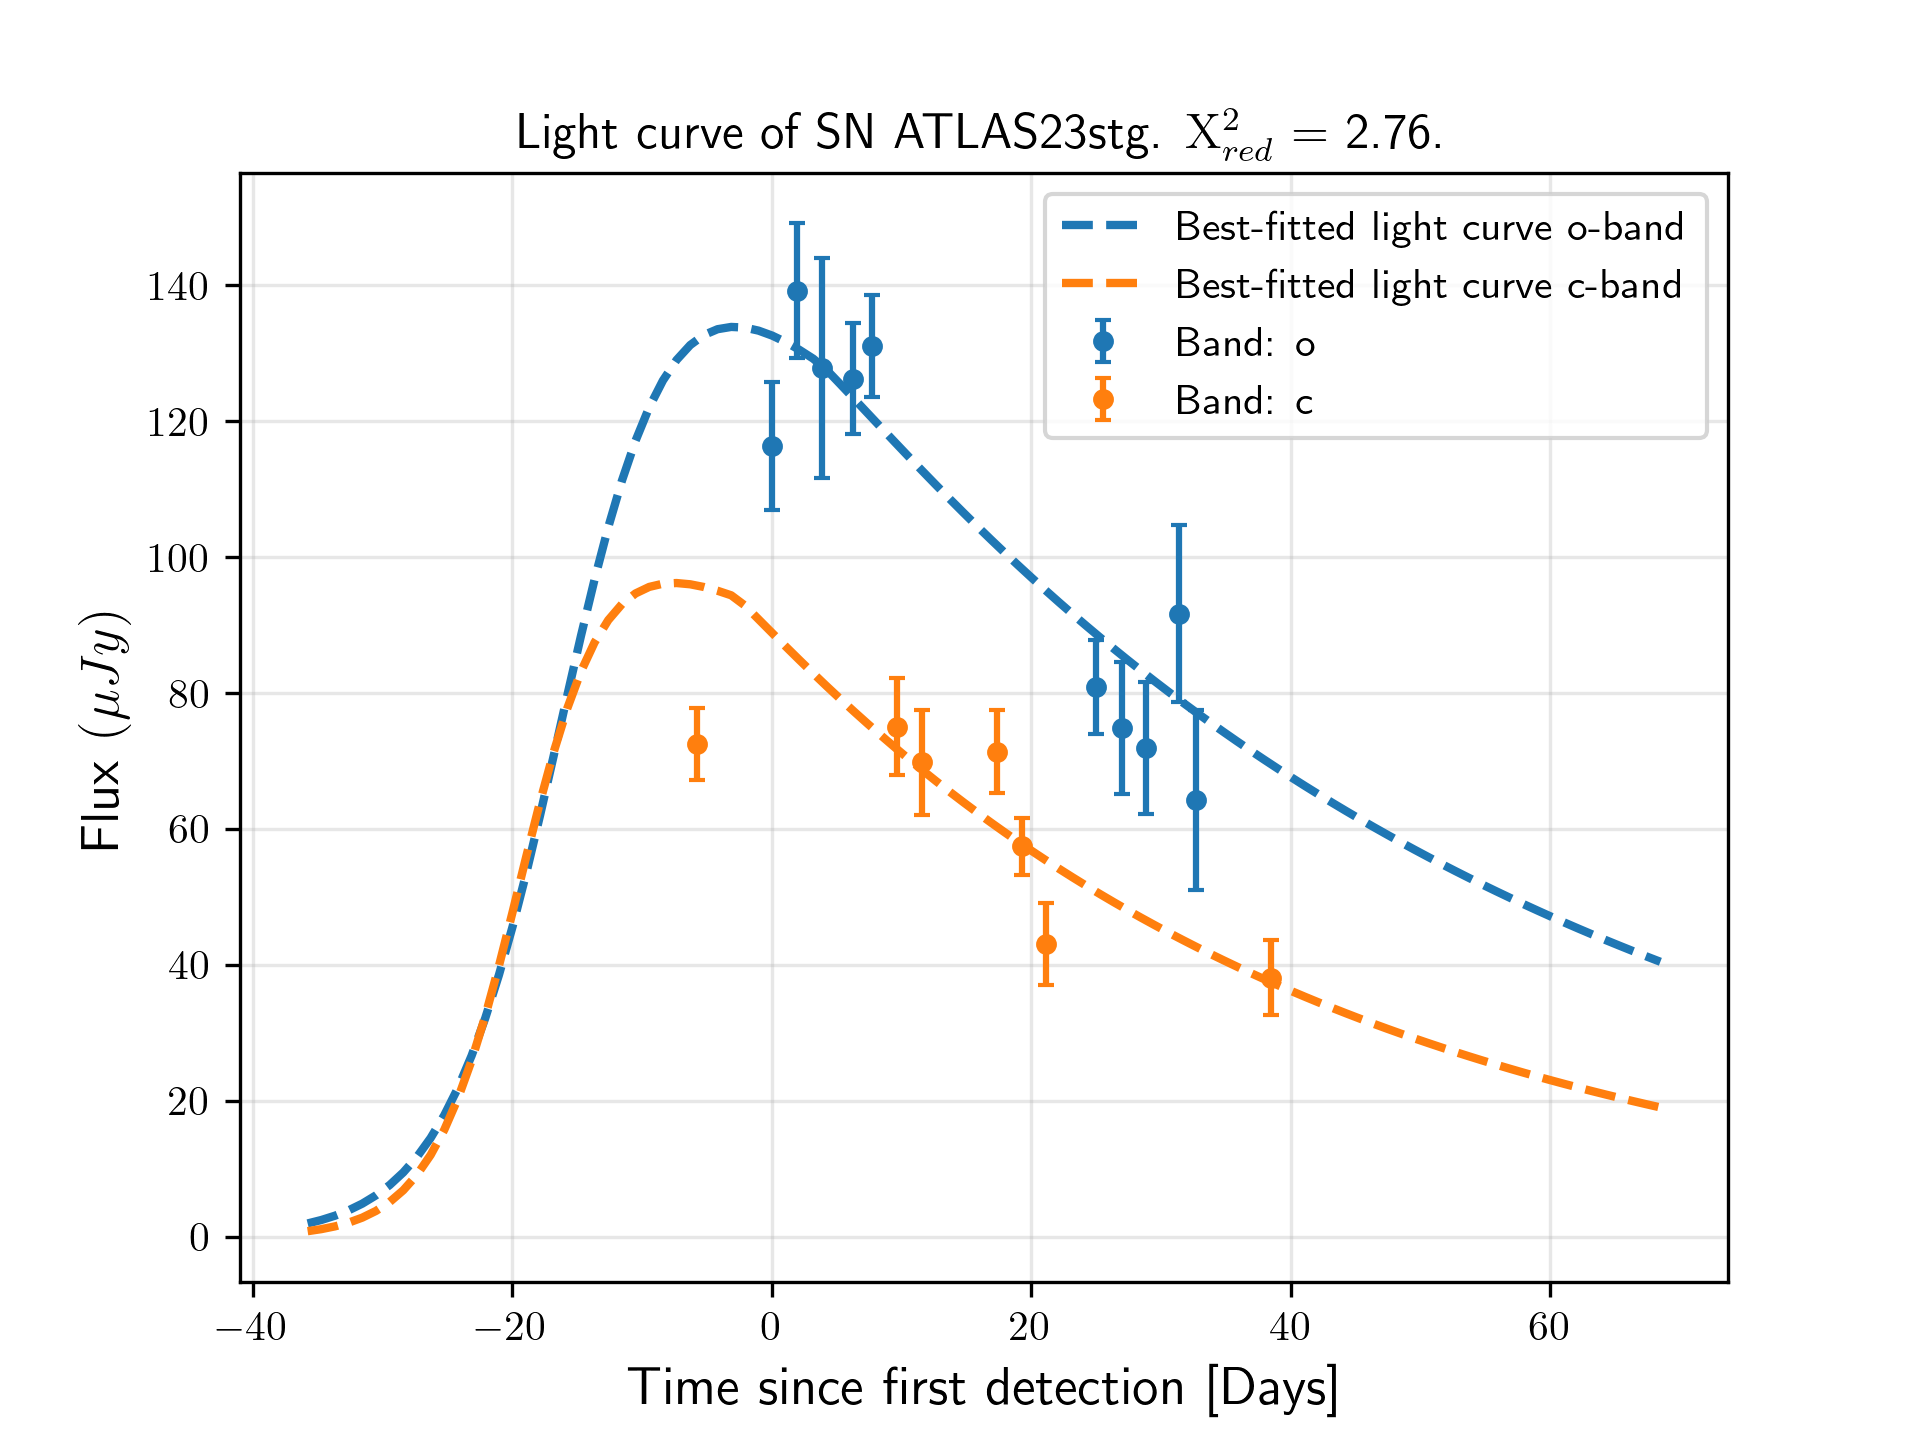 Light curve of SN ATLAS23stg. X²_red = 2.76.
Best-fitted light curve o-band
Best-fitted light curve c-band
Band: o
Band: c
140
120
100
80
60
40
20
0
Flux (μJy)
−40 −20 0 20 40 60
Time since first detection [Days]